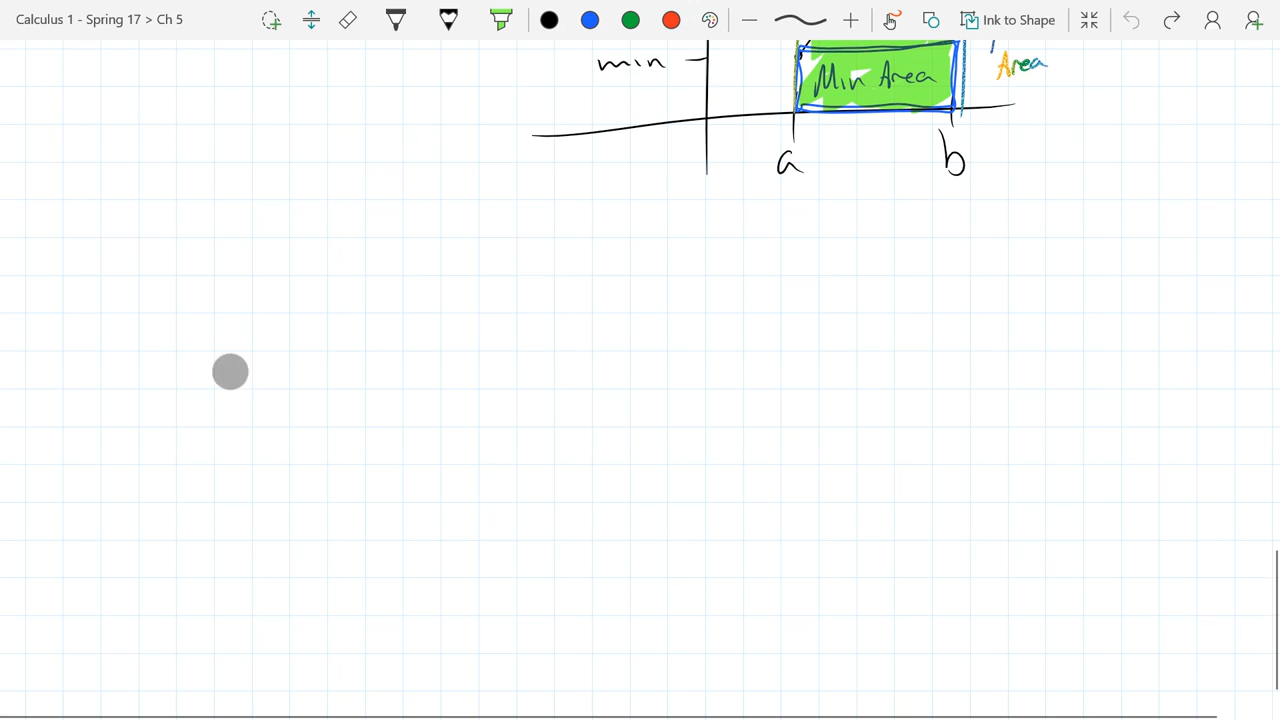 Calculus 1 - Spring 17 > Ch 5
Ink to Shape
min
Min Area
Area
a
b